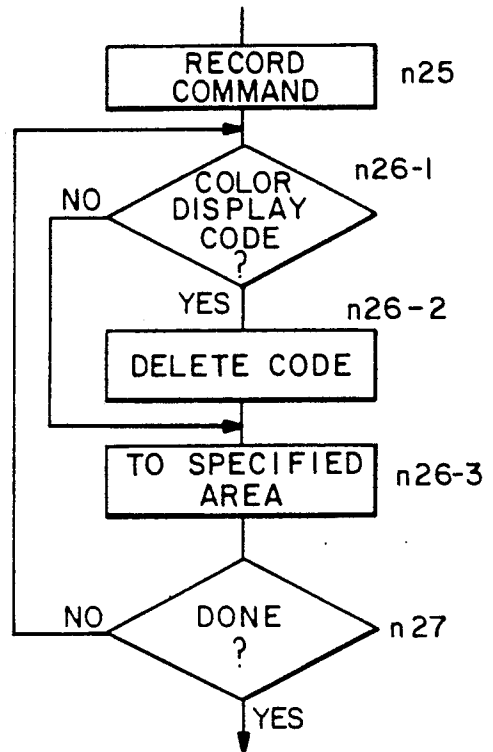 RECORD
COMMAND
n25
n26-1
COLOR
DISPLAY
CODE
?
NO
YES
n26-2
DELETE CODE
TO SPECIFIED
AREA
n26-3
DONE
?
NO
n27
YES